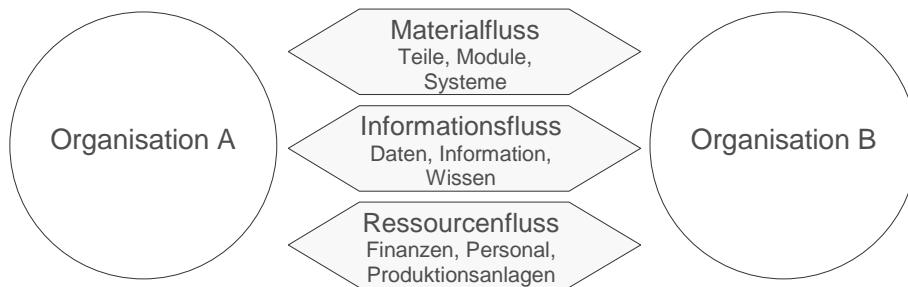 Organisation A
Materialfluss
Teile, Module,
Systeme
Informationsfluss
Daten, Information,
Wissen
Ressourcenfluss
Finanzen, Personal,
Produktionsanlagen
Organisation B